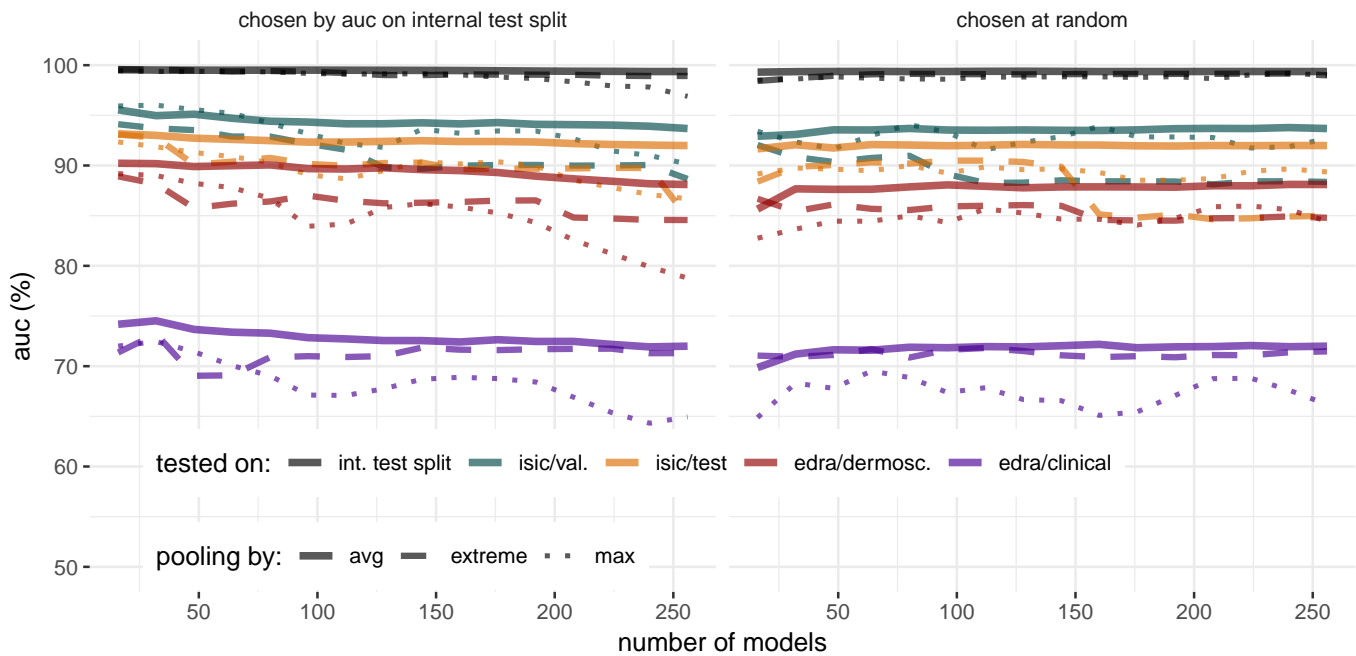 chosen by auc on internal test split
chosen at random
auc (%)
100
90
80
70
60
50
tested on: int. test split isic/val. isic/test edra/dermosc. edra/clinical
pooling by: avg extreme max
50 100 150 200 250
50 100 150 200 250
number of models